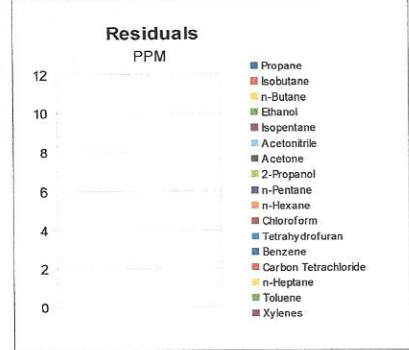 Residuals
PPM
12
10
8
6
4
2
0
Propane
Isobutane
n-Butane
Ethanol
Isopentane
Acetonitrile
Acetone
2-Propanol
n-Pentane
n-Hexane
Chloroform
Tetrahydrofuran
Benzene
Carbon Tetrachloride
n-Heptane
Toluene
Xylenes